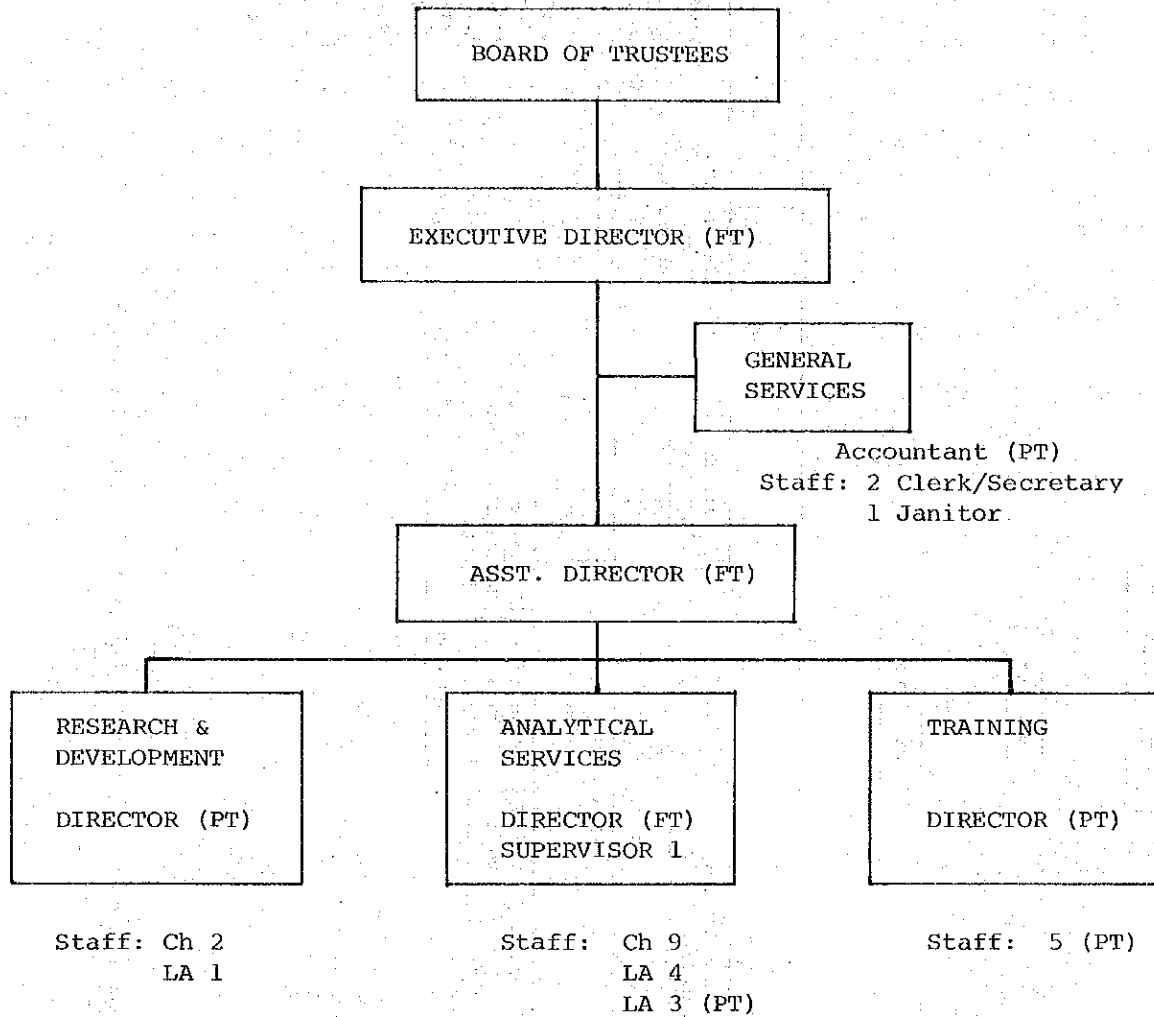 BOARD OF TRUSTEES
EXECUTIVE DIRECTOR (FT)
GENERAL
SERVICES
Accountant (PT)
Staff: 2 Clerk/Secretary
1 Janitor
ASST. DIRECTOR (FT)
RESEARCH &
DEVELOPMENT
DIRECTOR (PT)
Staff: Ch 2
LA 1
ANALYTICAL
SERVICES
DIRECTOR (FT)
SUPERVISOR 1
Staff: Ch 9
LA 4
LA 3 (PT)
TRAINING
DIRECTOR (PT)
Staff: 5 (PT)